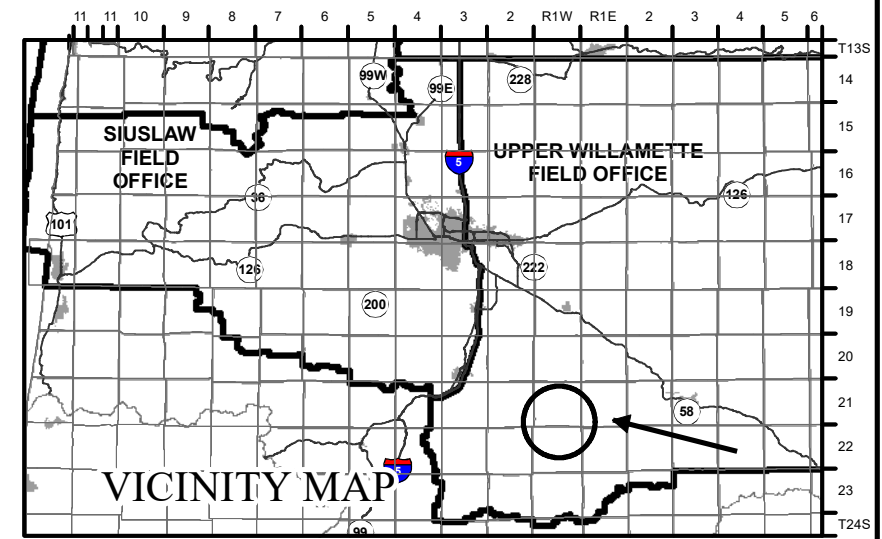 11 11 10 9 8 7 6 5 4 3 2 R1W R1E 2 3 4 5 6
T13S
99W
99E
228
14
SIUSLAW
FIELD
OFFICE
15
5
UPPER WILLAMETTE
FIELD OFFICE
16
36
126
101
17
126
222
18
200
19
20
58
21
22
5
VICINITY MAP
23
99
T24S